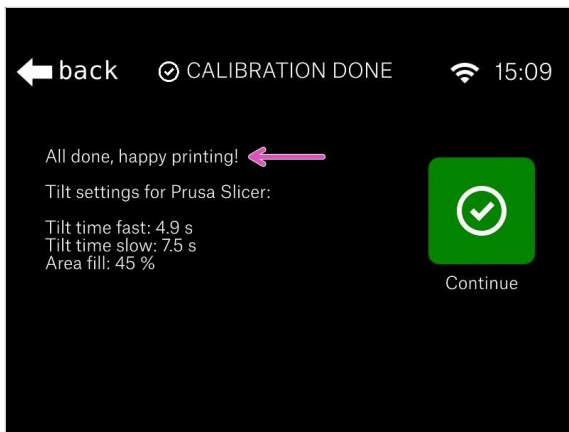 back
CALIBRATION DONE
15:09
All done, happy printing!
Tilt settings for Prusa Slicer:
Tilt time fast: 4.9 s
Tilt time slow: 7.5 s
Area fill: 45 %
Continue